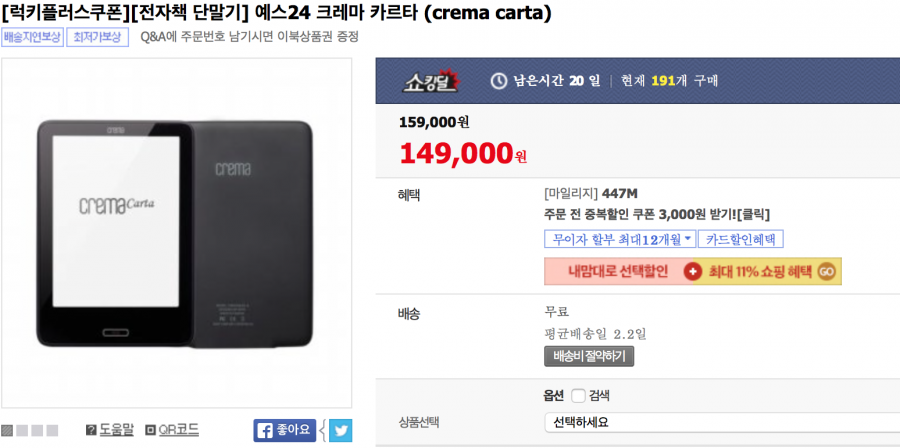 [럭키플러스쿠폰][전자책 단말기] 예스24 크레마 카르타 (crema carta)
배송지연보상 최저가보상 Q&A에 주문번호 남기시면 이북상품권 증정
crema
crema Carta
crema
쇼킹딜 남은시간 20 일 | 현재 191개 구매
159,000원
149,000원
혜택 [마일리지] 447M
주문 전 중복할인 쿠폰 3,000원 받기![클릭]
무이자 할부 최대12개월 카드할인혜택
내맘대로 선택할인 + 최대 11% 쇼핑 혜택 GO
배송 무료
평균배송일 2.2일
배송비 절약하기
옵션 검색
상품선택 선택하세요
? 도움말 QR코드 f 좋아요